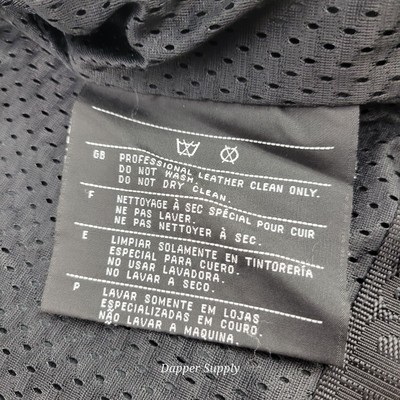 GB PROFESSIONAL LEATHER CLEAN ONLY.
DO NOT WASH
DO NOT DRY CLEAN.
F NETTOYAGE À SEC SPÉCIAL POUR CUIR
NE PAS LAVER.
NE PAS NETTOYER A SEC.
E LIMPIAR SOLAMENTE EN TINTORERÍA
ESPECIAL PARA CUERO.
NO USAR LAVADORA.
NO LAVAR A SECO.
P LAVAR SOMENTE EM LOJAS
ESPECIALIZADAS EM COURO.
NÃO LAVAR A MAQUINA.
Dapper Supply